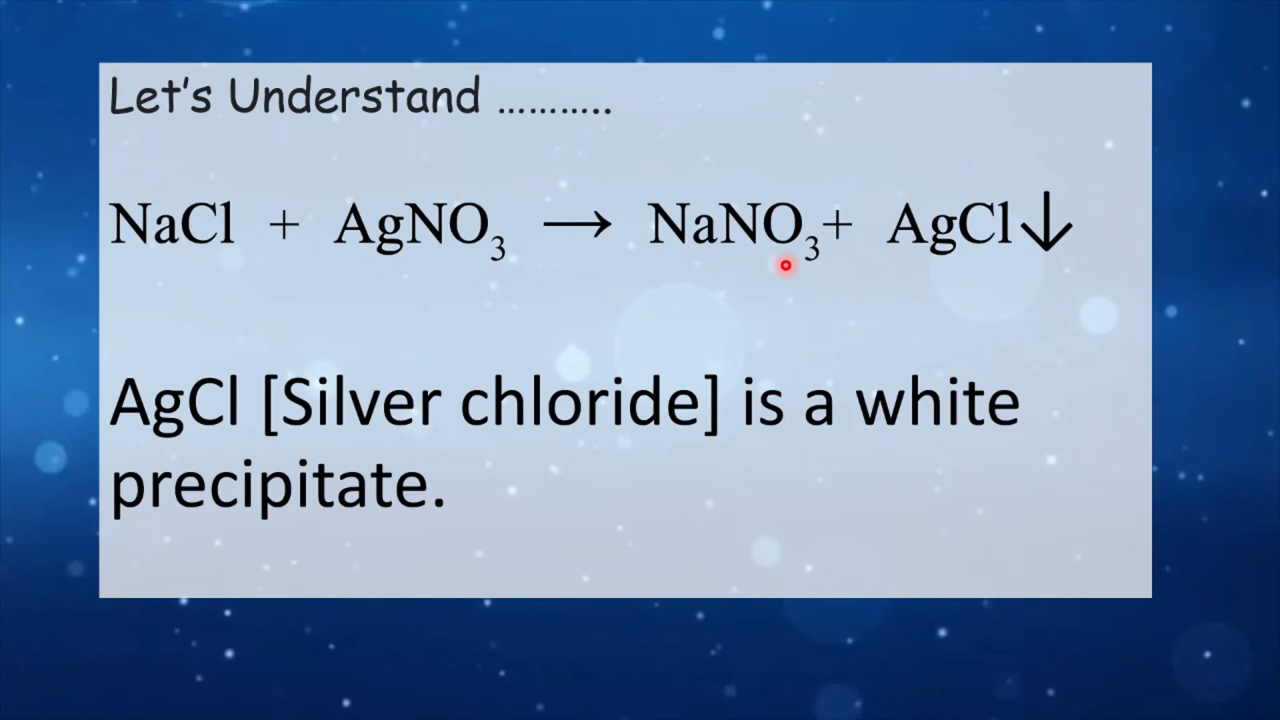 Let's Understand ………..
NaCl + AgNO₃ → NaNO₃+ AgCl↓
AgCl [Silver chloride] is a white
precipitate.